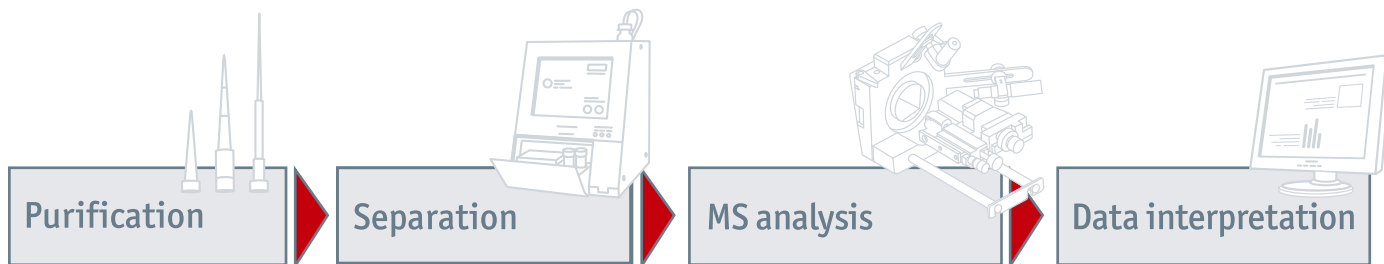 Purification
Separation
MS analysis
Data interpretation